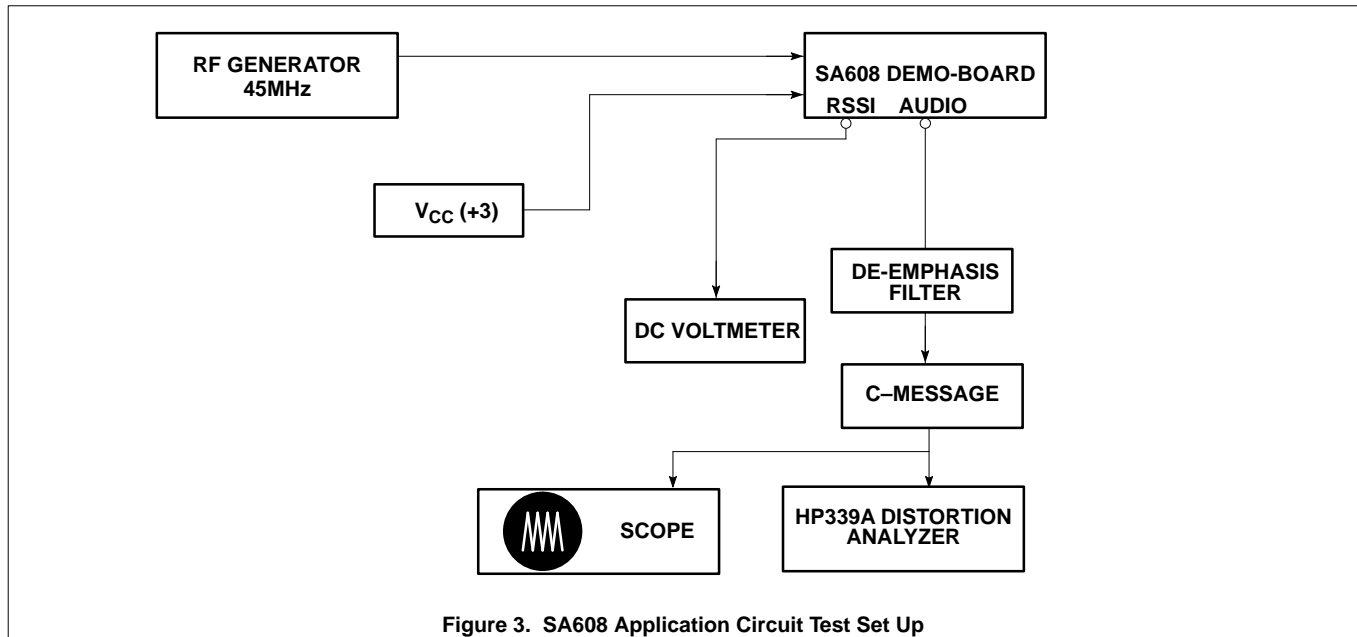 RF GENERATOR
45MHz
SA608 DEMO-BOARD
RSSI AUDIO
VCC (+3)
DE-EMPHASIS
FILTER
DC VOLTMETER
C–MESSAGE
SCOPE
HP339A DISTORTION
ANALYZER
Figure 3. SA608 Application Circuit Test Set Up